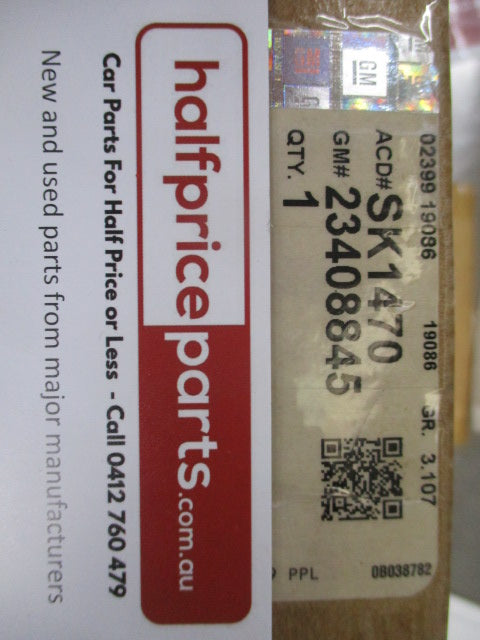 halfpriceparts.com.au
Car Parts For Half Price or Less - Call 0412 760 479
New and used parts from major manufacturers
GM
GM
02399 19086 19086 GR. 3.107
ACD# SK1470
GM# 23408845
QTY. 1
PPL 0B038782